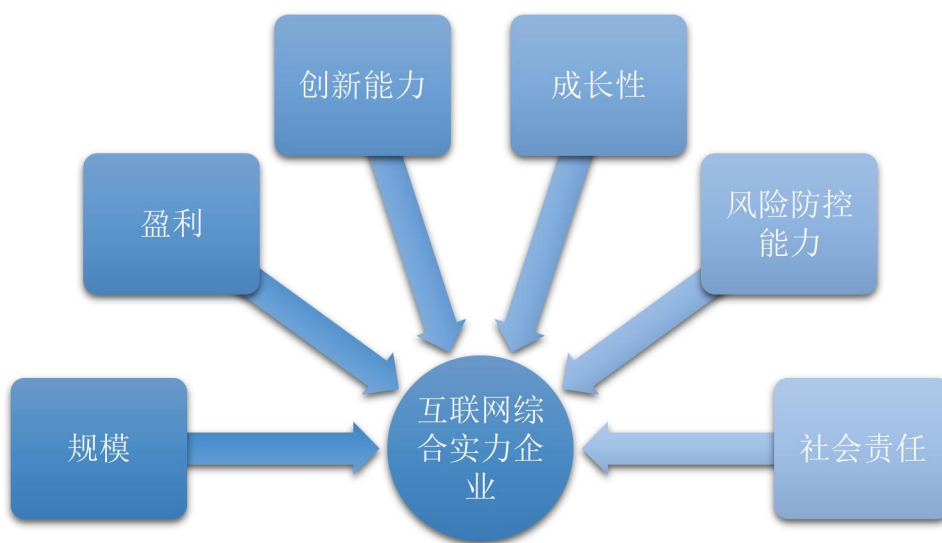 创新能力
成长性
盈利
风险防控
能力
规模
互联网综
合实力企
业
社会责任